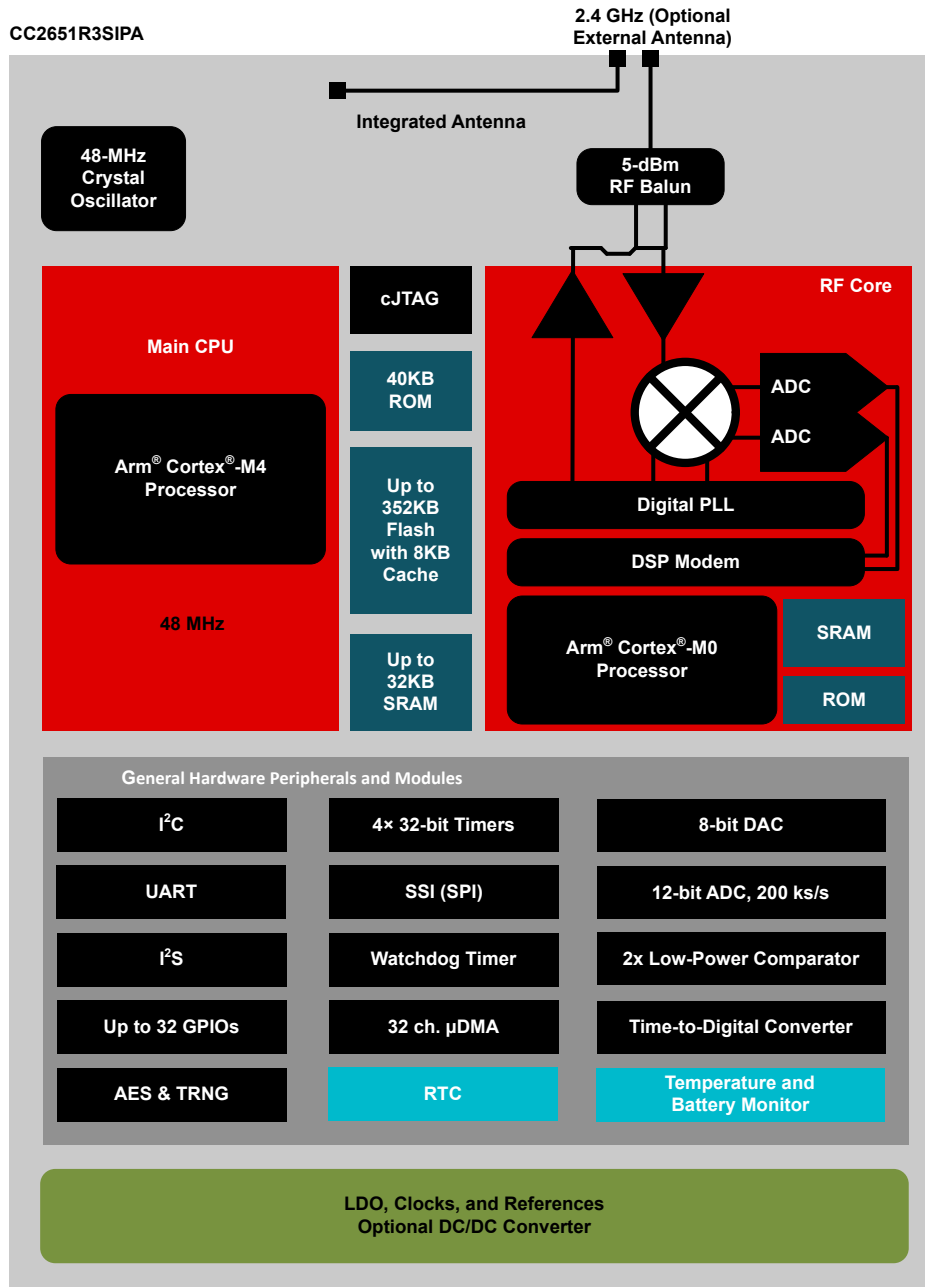 CC2651R3SIPA
2.4 GHz (Optional
External Antenna)
Integrated Antenna
48-MHz
Crystal
Oscillator
5-dBm
RF Balun
Main CPU
Arm® Cortex®-M4
Processor
48 MHz
cJTAG
40KB
ROM
Up to
352KB
Flash
with 8KB
Cache
Up to
32KB
SRAM
RF Core
ADC
ADC
Digital PLL
DSP Modem
Arm® Cortex®-M0
Processor
SRAM
ROM
General Hardware Peripherals and Modules
I²C
4× 32-bit Timers
8-bit DAC
UART
SSI (SPI)
12-bit ADC, 200 ks/s
I²S
Watchdog Timer
2x Low-Power Comparator
Up to 32 GPIOs
32 ch. µDMA
Time-to-Digital Converter
AES & TRNG
RTC
Temperature and
Battery Monitor
LDO, Clocks, and References
Optional DC/DC Converter